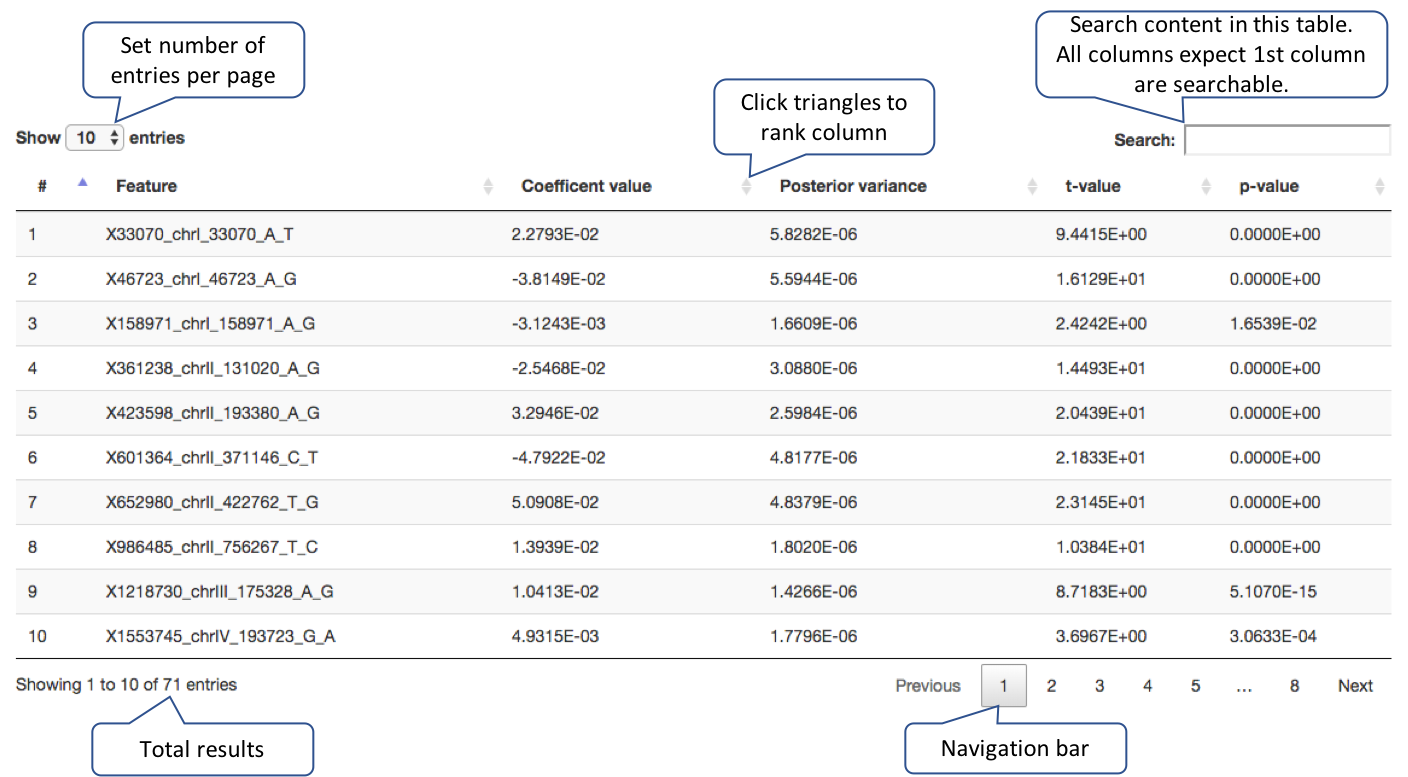 Set number of
entries per page
Click triangles to
rank column
Search content in this table.
All columns expect 1st column
are searchable.
Show 10 entries
Search:
# Feature Coefficent value Posterior variance t-value p-value
1 X33070_chrI_33070_A_T 2.2793E-02 5.8282E-06 9.4415E+00 0.0000E+00
2 X46723_chrI_46723_A_G -3.8149E-02 5.5944E-06 1.6129E+01 0.0000E+00
3 X158971_chrI_158971_A_G -3.1243E-03 1.6609E-06 2.4242E+00 1.6539E-02
4 X361238_chrII_131020_A_G -2.5468E-02 3.0880E-06 1.4493E+01 0.0000E+00
5 X423598_chrII_193380_A_G 3.2946E-02 2.5984E-06 2.0439E+01 0.0000E+00
6 X601364_chrII_371146_C_T -4.7922E-02 4.8177E-06 2.1833E+01 0.0000E+00
7 X652980_chrII_422762_T_G 5.0908E-02 4.8379E-06 2.3145E+01 0.0000E+00
8 X986485_chrII_756267_T_C 1.3939E-02 1.8020E-06 1.0384E+01 0.0000E+00
9 X1218730_chrIII_175328_A_G 1.0413E-02 1.4266E-06 8.7183E+00 5.1070E-15
10 X1553745_chrIV_193723_G_A 4.9315E-03 1.7796E-06 3.6967E+00 3.0633E-04
Showing 1 to 10 of 71 entries
Previous 1 2 3 4 5 ... 8 Next
Total results
Navigation bar